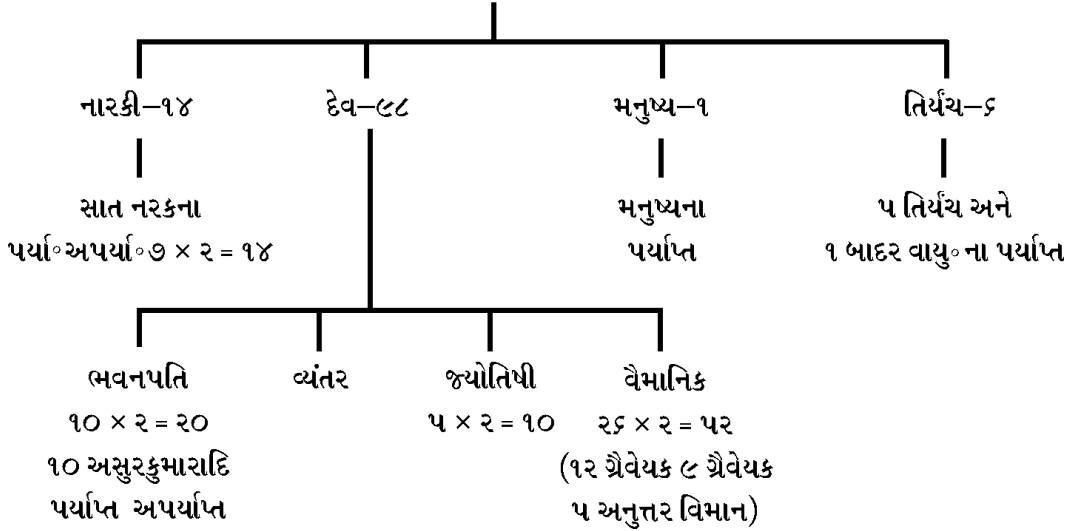 નારકી–૧૪
દેવ–૯૮
મનુષ્ય–૧
તિર્યંચ–૬
સાત નરકના
પર્યા૰અપર્યા૰૭ × ૨ = ૧૪
મનુષ્યના
પર્યાપ્ત
૫ તિર્યંચ અને
૧ બાદર વાયુ૰ના પર્યાપ્ત
ભવનપતિ
૧૦ × ૨ = ૨૦
૧૦ અસુરકુમારાદિ
પર્યાપ્ત અપર્યાપ્ત
વ્યંતર
જ્યોતિષી
૫ × ૨ = ૧૦
વૈમાનિક
૨૬ × ૨ = ૫૨
(૧૨ ગ્રૈવેયક ૯ ગ્રૈવેયક
૫ અનુત્તર વિમાન)